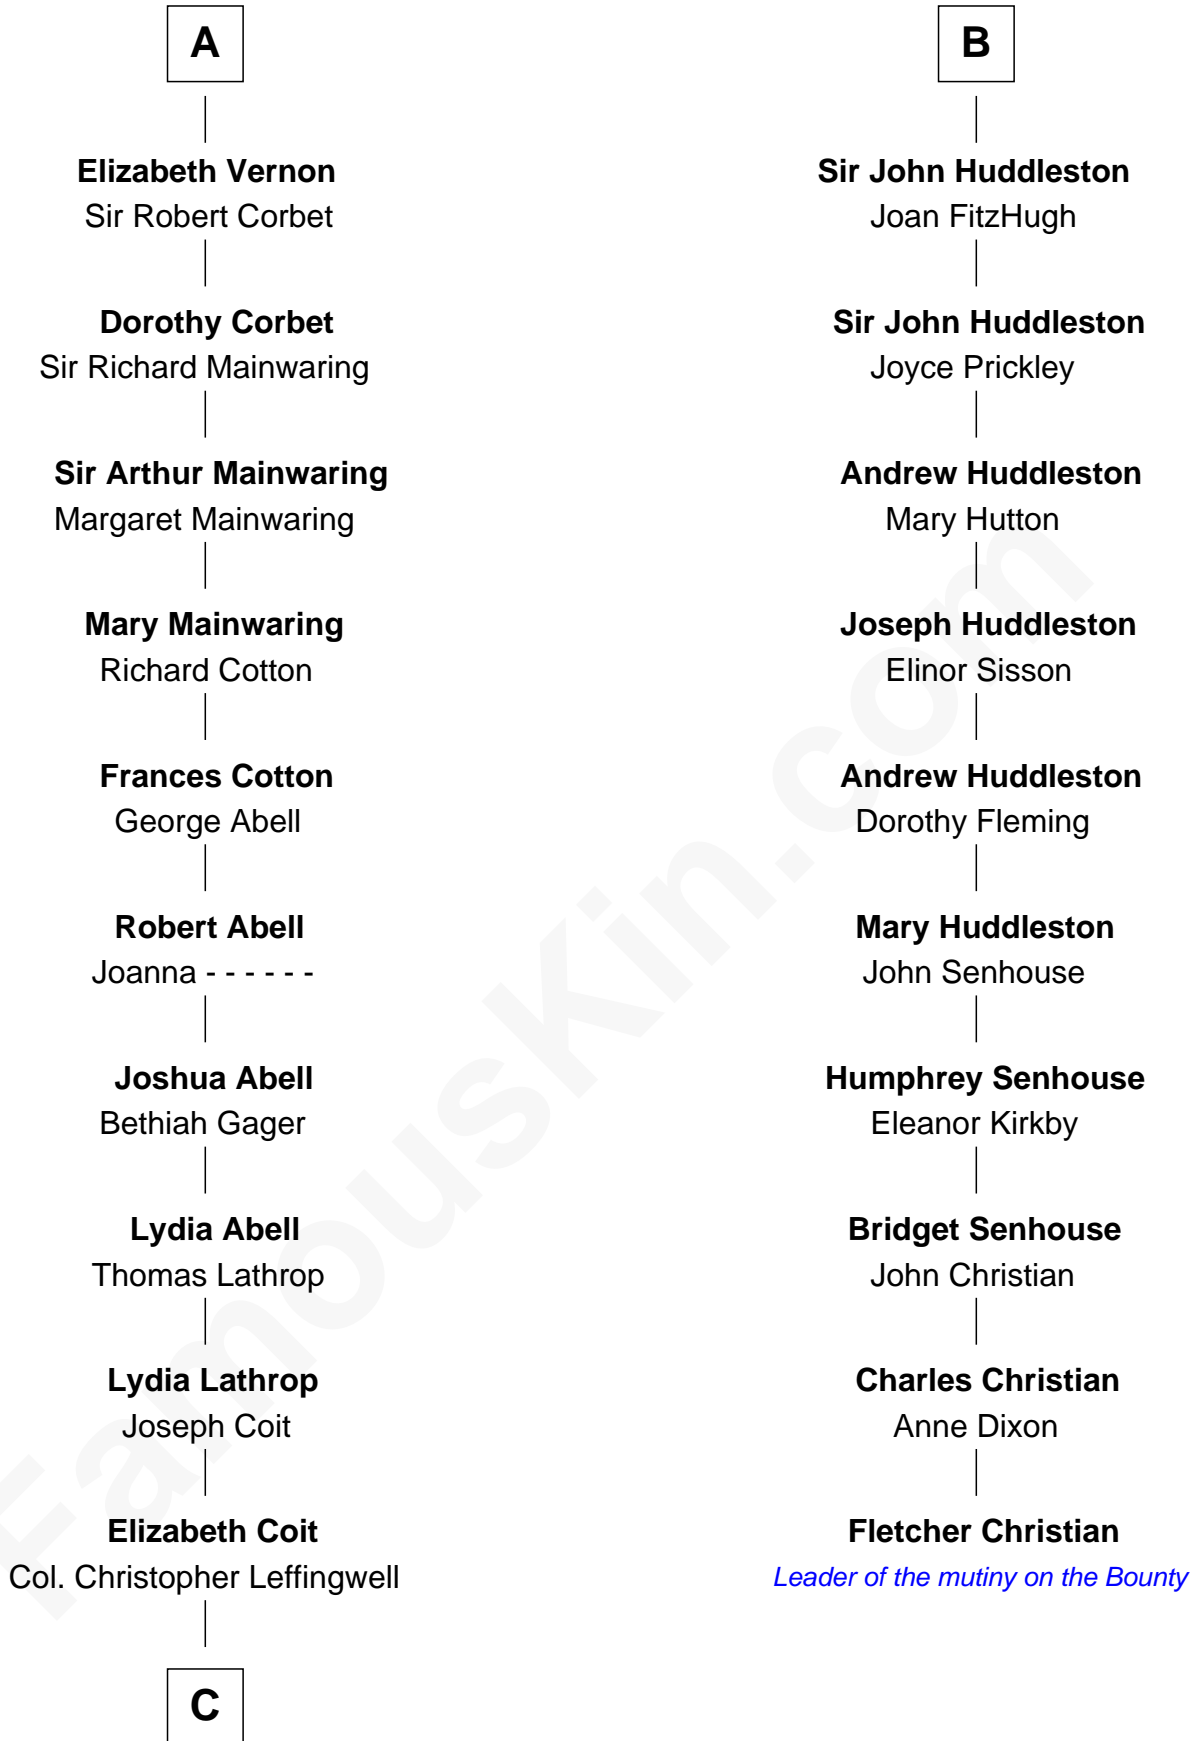 A
Elizabeth Vernon
Sir Robert Corbet
Dorothy Corbet
Sir Richard Mainwaring
Sir Arthur Mainwaring
Margaret Mainwaring
Mary Mainwaring
Richard Cotton
Frances Cotton
George Abell
Robert Abell
Joanna - - - - - -
Joshua Abell
Bethiah Gager
Lydia Abell
Thomas Lathrop
Lydia Lathrop
Joseph Coit
Elizabeth Coit
Col. Christopher Leffingwell
C
B
Sir John Huddleston
Joan FitzHugh
Sir John Huddleston
Joyce Prickley
Andrew Huddleston
Mary Hutton
Joseph Huddleston
Elinor Sisson
Andrew Huddleston
Dorothy Fleming
Mary Huddleston
John Senhouse
Humphrey Senhouse
Eleanor Kirkby
Bridget Senhouse
John Christian
Charles Christian
Anne Dixon
Fletcher Christian
Leader of the mutiny on the Bounty
FamousKin.com